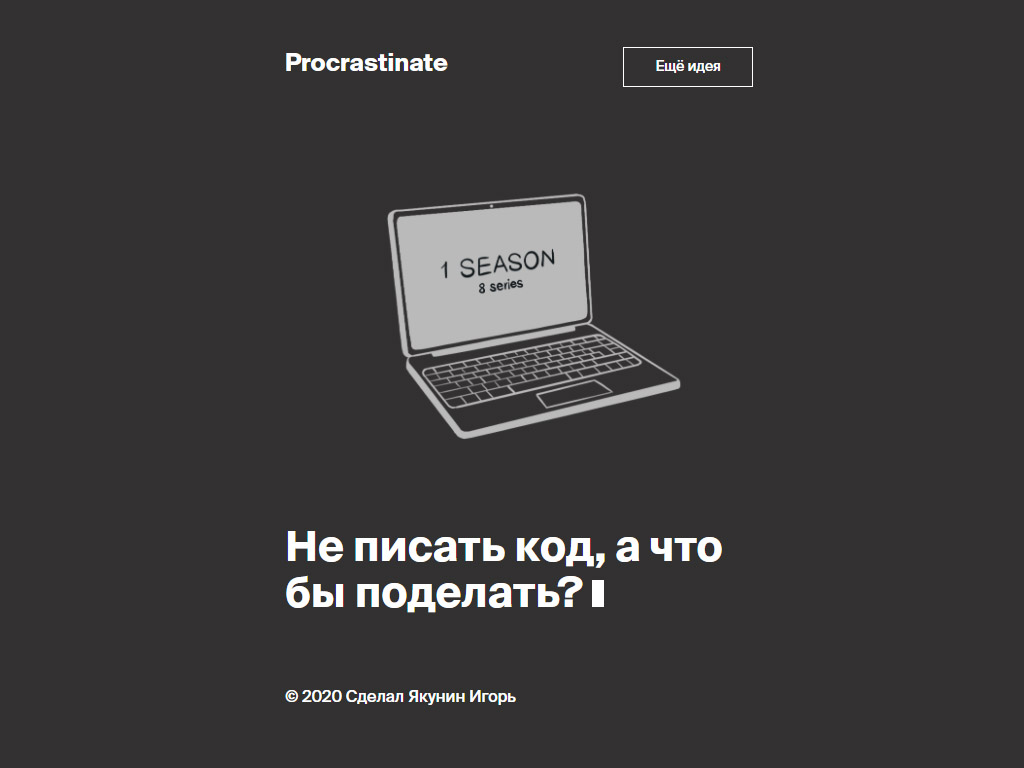 Procrastinate
Ещё идея
1 SEASON
8 series
Не писать код, а что
бы поделать?
© 2020 Сделал Якунин Игорь